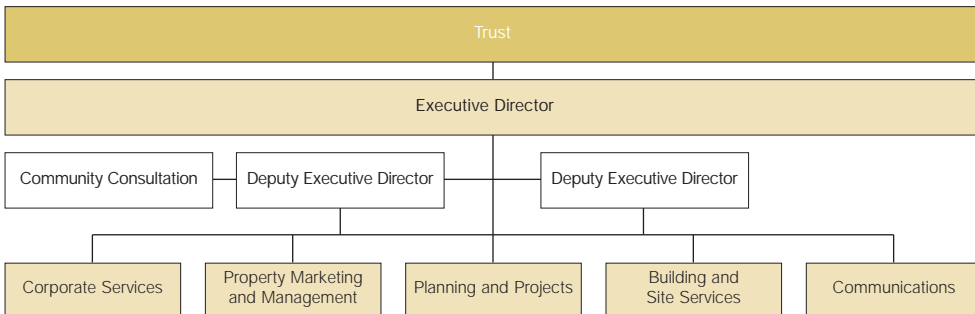 Trust
Executive Director
Community Consultation
Deputy Executive Director
Deputy Executive Director
Corporate Services
Property Marketing
and Management
Planning and Projects
Building and
Site Services
Communications